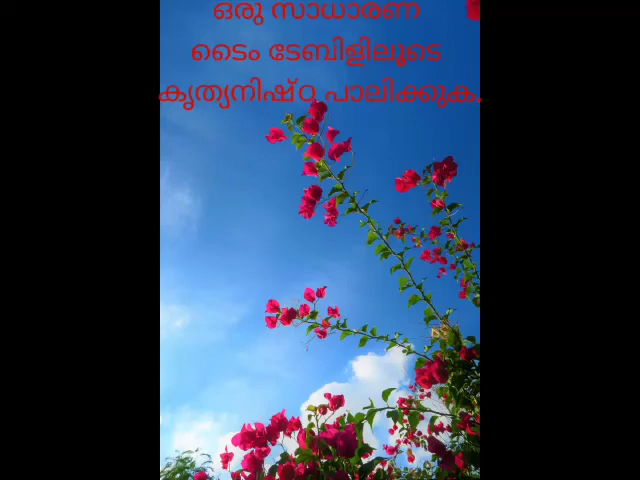 ഒരു സാധാരണ
ടൈം ടേബിളിലൂടെ
കൃത്യനിഷ്ഠ പാലിക്കുക.